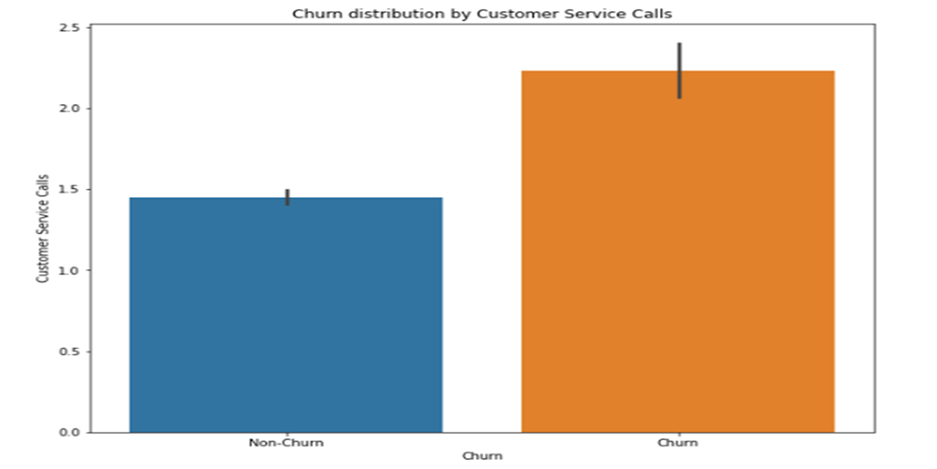 Churn distribution by Customer Service Calls
2.5
2.0
1.5
1.0
0.5
0.0
Customer Service Calls
Non-Churn
Churn
Churn